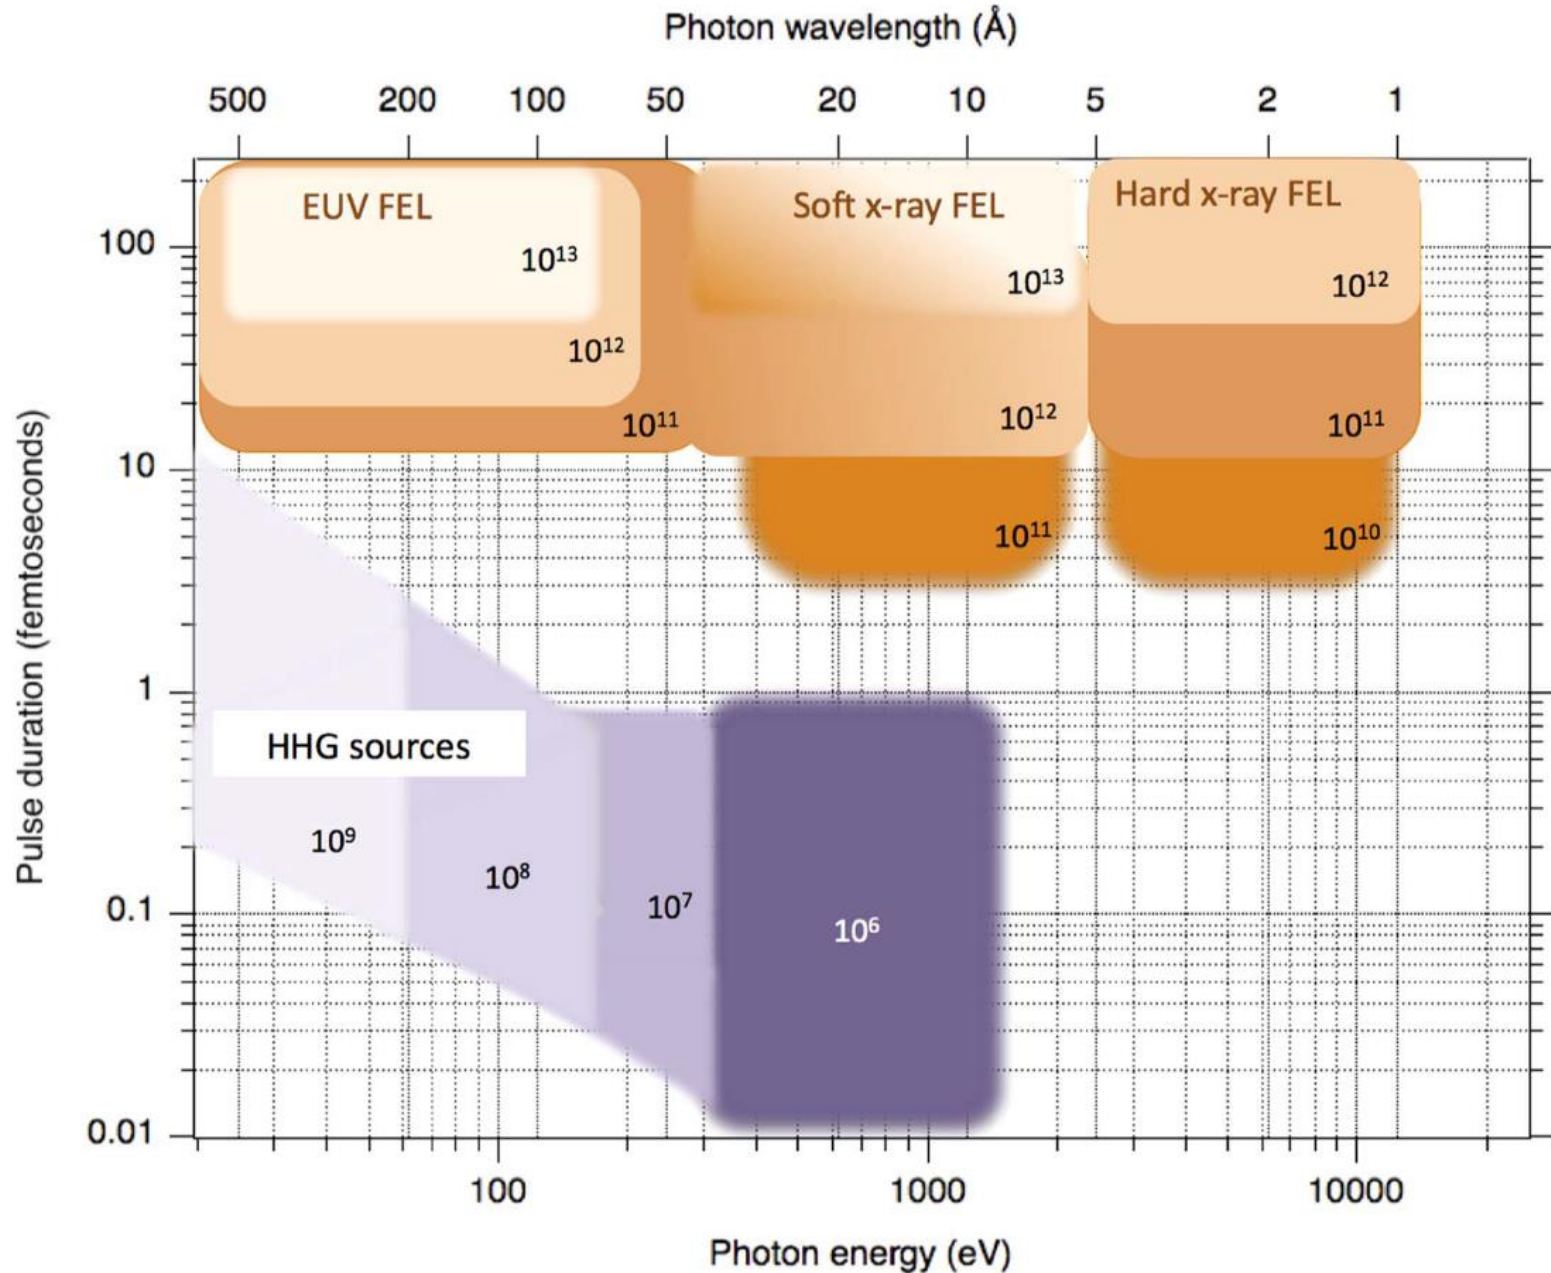 Photon wavelength (Å)
500 200 100 50 20 10 5 2 1
EUV FEL
Soft x-ray FEL
Hard x-ray FEL
10¹³
10¹³
10¹²
10¹²
10¹²
10¹¹
10¹¹
10¹¹
10¹⁰
HHG sources
10⁹
10⁸
10⁷
10⁶
Pulse duration (femtoseconds)
100
10
1
0.1
0.01
100 1000 10000
Photon energy (eV)